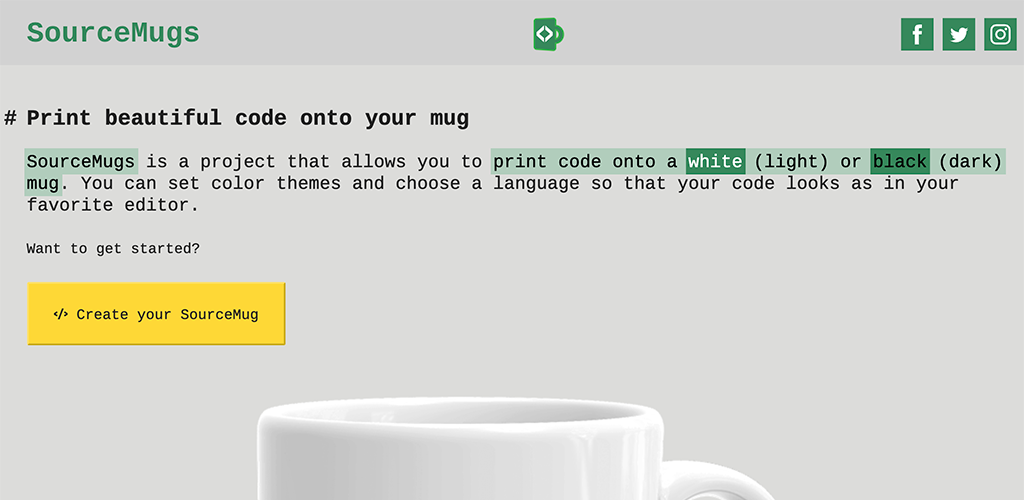 SourceMugs
# Print beautiful code onto your mug
SourceMugs is a project that allows you to print code onto a white (light) or black (dark)
mug. You can set color themes and choose a language so that your code looks as in your
favorite editor.
Want to get started?
</> Create your SourceMug